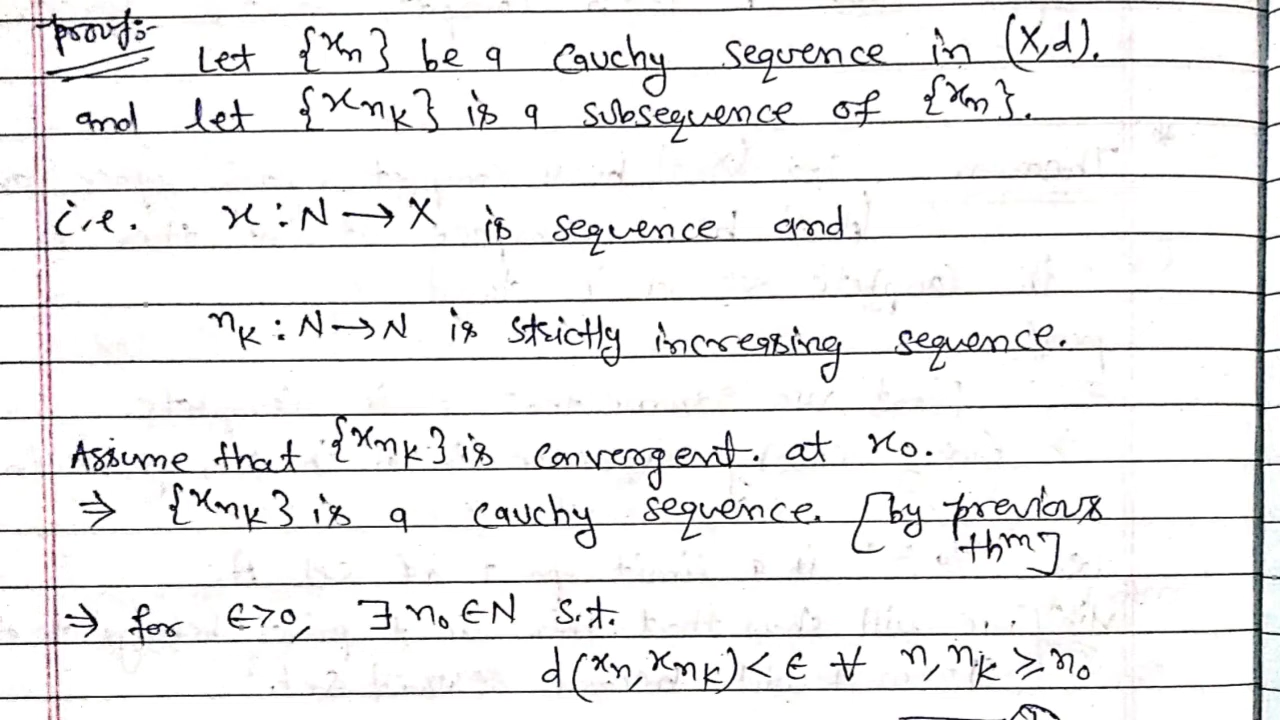 proof:-
Let {xn} be a Cauchy sequence in (X,d).
and let {xnk} is a subsequence of {xn}.
i.e. x : N → X is sequence and
nk : N → N is strictly increasing sequence.
Assume that {xnk} is convergent. at x0.
⇒ {xnk} is a cauchy sequence. [by previous
thm]
⇒ for ϵ>0, ∃ n0 ∈ N s.t.
d(xn, xnk) < ϵ ∀ n, nk ≥ n0